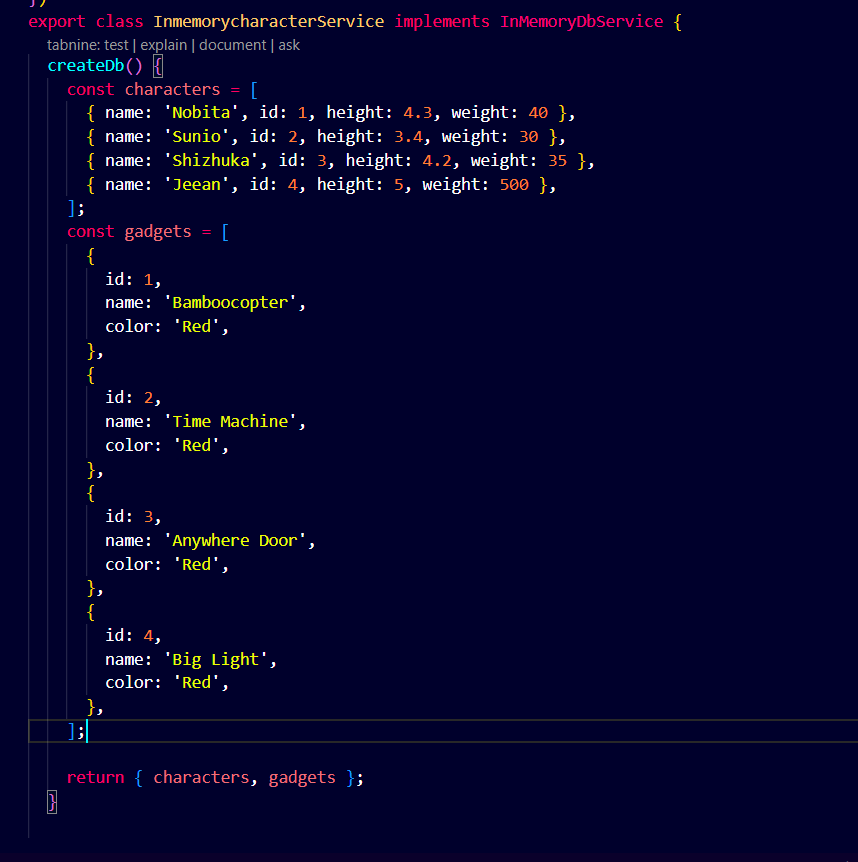 })
export class InmemorycharacterService implements InMemoryDbService {
tabnine: test | explain | document | ask
createDb() {
const characters = [
{ name: 'Nobita', id: 1, height: 4.3, weight: 40 },
{ name: 'Sunio', id: 2, height: 3.4, weight: 30 },
{ name: 'Shizhuka', id: 3, height: 4.2, weight: 35 },
{ name: 'Jeean', id: 4, height: 5, weight: 500 },
];
const gadgets = [
{
id: 1,
name: 'Bamboocopter',
color: 'Red',
},
{
id: 2,
name: 'Time Machine',
color: 'Red',
},
{
id: 3,
name: 'Anywhere Door',
color: 'Red',
},
{
id: 4,
name: 'Big Light',
color: 'Red',
},
];
return { characters, gadgets };
}